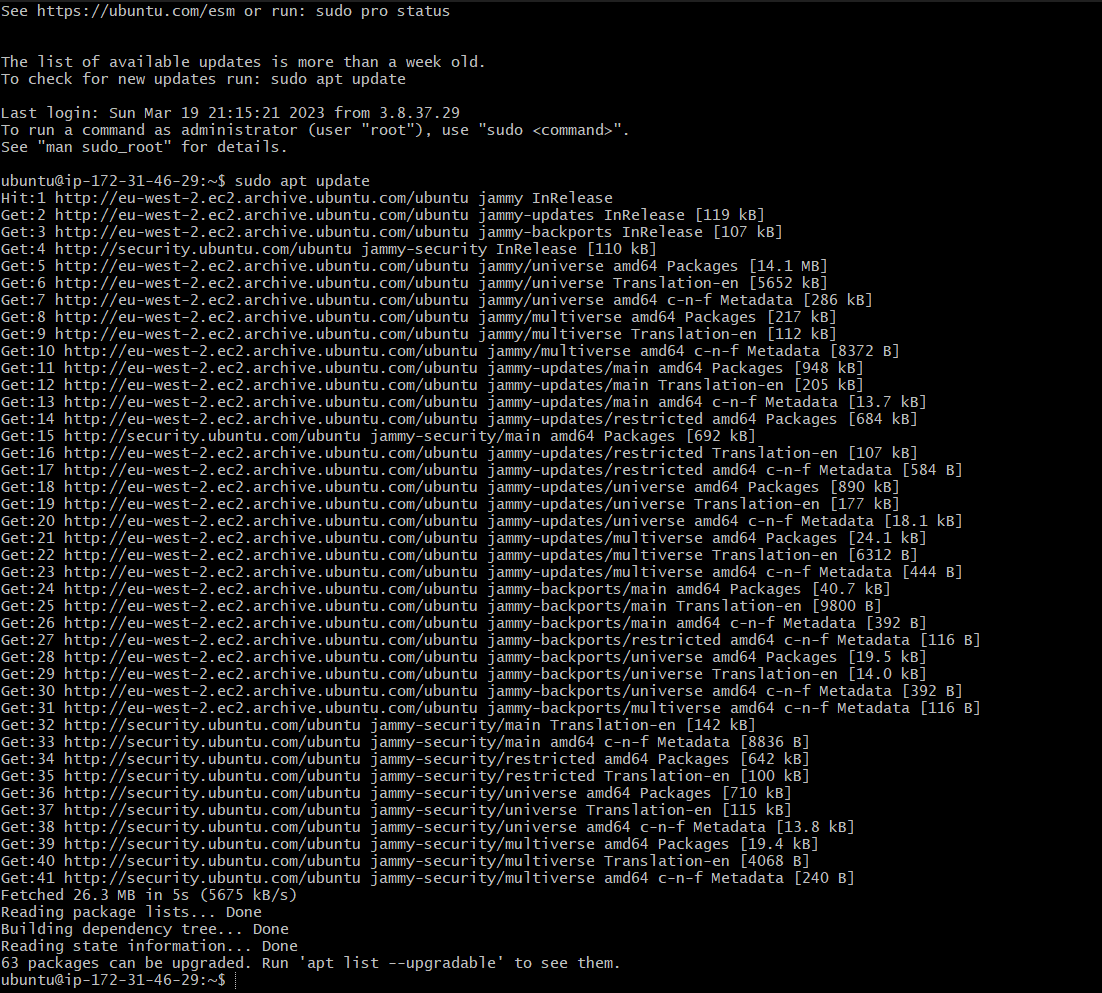 See https://ubuntu.com/esm or run: sudo pro status
The list of available updates is more than a week old.
To check for new updates run: sudo apt update
Last login: Sun Mar 19 21:15:21 2023 from 3.8.37.29
To run a command as administrator (user "root"), use "sudo <command>".
See "man sudo_root" for details.
ubuntu@ip-172-31-46-29:~$ sudo apt update
Hit:1 http://eu-west-2.ec2.archive.ubuntu.com/ubuntu jammy InRelease
Get:2 http://eu-west-2.ec2.archive.ubuntu.com/ubuntu jammy-updates InRelease [119 kB]
Get:3 http://eu-west-2.ec2.archive.ubuntu.com/ubuntu jammy-backports InRelease [107 kB]
Get:4 http://security.ubuntu.com/ubuntu jammy-security InRelease [110 kB]
Get:5 http://eu-west-2.ec2.archive.ubuntu.com/ubuntu jammy/universe amd64 Packages [14.1 MB]
Get:6 http://eu-west-2.ec2.archive.ubuntu.com/ubuntu jammy/universe Translation-en [5652 kB]
Get:7 http://eu-west-2.ec2.archive.ubuntu.com/ubuntu jammy/universe amd64 c-n-f Metadata [286 kB]
Get:8 http://eu-west-2.ec2.archive.ubuntu.com/ubuntu jammy/multiverse amd64 Packages [217 kB]
Get:9 http://eu-west-2.ec2.archive.ubuntu.com/ubuntu jammy/multiverse Translation-en [112 kB]
Get:10 http://eu-west-2.ec2.archive.ubuntu.com/ubuntu jammy/multiverse amd64 c-n-f Metadata [8372 B]
Get:11 http://eu-west-2.ec2.archive.ubuntu.com/ubuntu jammy-updates/main amd64 Packages [948 kB]
Get:12 http://eu-west-2.ec2.archive.ubuntu.com/ubuntu jammy-updates/main Translation-en [205 kB]
Get:13 http://eu-west-2.ec2.archive.ubuntu.com/ubuntu jammy-updates/main amd64 c-n-f Metadata [13.7 kB]
Get:14 http://eu-west-2.ec2.archive.ubuntu.com/ubuntu jammy-updates/restricted amd64 Packages [684 kB]
Get:15 http://security.ubuntu.com/ubuntu jammy-security/main amd64 Packages [692 kB]
Get:16 http://eu-west-2.ec2.archive.ubuntu.com/ubuntu jammy-updates/restricted Translation-en [107 kB]
Get:17 http://eu-west-2.ec2.archive.ubuntu.com/ubuntu jammy-updates/restricted amd64 c-n-f Metadata [584 B]
Get:18 http://eu-west-2.ec2.archive.ubuntu.com/ubuntu jammy-updates/universe amd64 Packages [890 kB]
Get:19 http://eu-west-2.ec2.archive.ubuntu.com/ubuntu jammy-updates/universe Translation-en [177 kB]
Get:20 http://eu-west-2.ec2.archive.ubuntu.com/ubuntu jammy-updates/universe amd64 c-n-f Metadata [18.1 kB]
Get:21 http://eu-west-2.ec2.archive.ubuntu.com/ubuntu jammy-updates/multiverse amd64 Packages [24.1 kB]
Get:22 http://eu-west-2.ec2.archive.ubuntu.com/ubuntu jammy-updates/multiverse Translation-en [6312 B]
Get:23 http://eu-west-2.ec2.archive.ubuntu.com/ubuntu jammy-updates/multiverse amd64 c-n-f Metadata [444 B]
Get:24 http://eu-west-2.ec2.archive.ubuntu.com/ubuntu jammy-backports/main amd64 Packages [40.7 kB]
Get:25 http://eu-west-2.ec2.archive.ubuntu.com/ubuntu jammy-backports/main Translation-en [9800 B]
Get:26 http://eu-west-2.ec2.archive.ubuntu.com/ubuntu jammy-backports/main amd64 c-n-f Metadata [392 B]
Get:27 http://eu-west-2.ec2.archive.ubuntu.com/ubuntu jammy-backports/restricted amd64 c-n-f Metadata [116 B]
Get:28 http://eu-west-2.ec2.archive.ubuntu.com/ubuntu jammy-backports/universe amd64 Packages [19.5 kB]
Get:29 http://eu-west-2.ec2.archive.ubuntu.com/ubuntu jammy-backports/universe Translation-en [14.0 kB]
Get:30 http://eu-west-2.ec2.archive.ubuntu.com/ubuntu jammy-backports/universe amd64 c-n-f Metadata [392 B]
Get:31 http://eu-west-2.ec2.archive.ubuntu.com/ubuntu jammy-backports/multiverse amd64 c-n-f Metadata [116 B]
Get:32 http://security.ubuntu.com/ubuntu jammy-security/main Translation-en [142 kB]
Get:33 http://security.ubuntu.com/ubuntu jammy-security/main amd64 c-n-f Metadata [8836 B]
Get:34 http://security.ubuntu.com/ubuntu jammy-security/restricted amd64 Packages [642 kB]
Get:35 http://security.ubuntu.com/ubuntu jammy-security/restricted Translation-en [100 kB]
Get:36 http://security.ubuntu.com/ubuntu jammy-security/universe amd64 Packages [710 kB]
Get:37 http://security.ubuntu.com/ubuntu jammy-security/universe Translation-en [115 kB]
Get:38 http://security.ubuntu.com/ubuntu jammy-security/universe amd64 c-n-f Metadata [13.8 kB]
Get:39 http://security.ubuntu.com/ubuntu jammy-security/multiverse amd64 Packages [19.4 kB]
Get:40 http://security.ubuntu.com/ubuntu jammy-security/multiverse Translation-en [4068 B]
Get:41 http://security.ubuntu.com/ubuntu jammy-security/multiverse amd64 c-n-f Metadata [240 B]
Fetched 26.3 MB in 5s (5675 kB/s)
Reading package lists... Done
Building dependency tree... Done
Reading state information... Done
63 packages can be upgraded. Run 'apt list --upgradable' to see them.
ubuntu@ip-172-31-46-29:~$